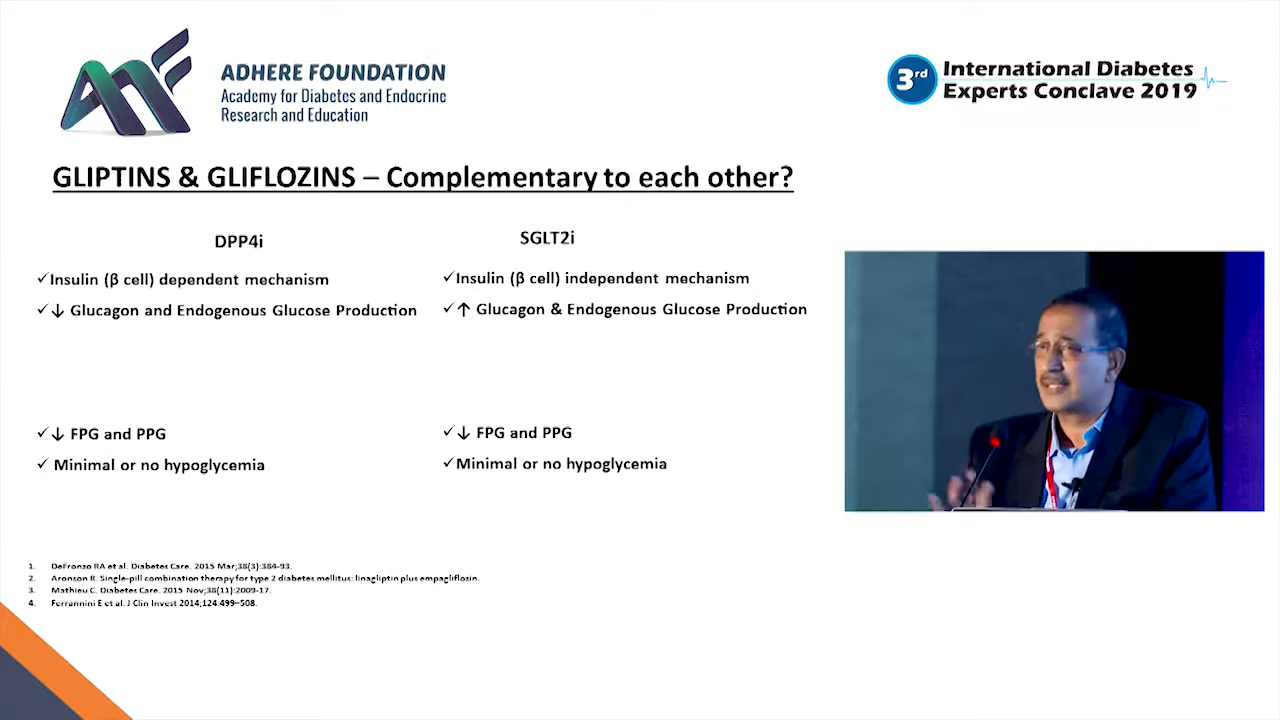 ADHERE FOUNDATION
Academy for Diabetes and Endocrine
Research and Education
3rd International Diabetes
Experts Conclave 2019
GLIPTINS & GLIFLOZINS – Complementary to each other?
DPP4i
✓Insulin (β cell) dependent mechanism
✓↓ Glucagon and Endogenous Glucose Production
✓↓ FPG and PPG
✓ Minimal or no hypoglycemia
SGLT2i
✓Insulin (β cell) independent mechanism
✓↑ Glucagon & Endogenous Glucose Production
✓↓ FPG and PPG
✓Minimal or no hypoglycemia
1. DeFronzo RA et al. Diabetes Care. 2015 Mar;38(3):384-93.
2. Aronson R. Single-pill combination therapy for type 2 diabetes mellitus: linagliptin plus empagliflozin.
3. Mathieu C. Diabetes Care. 2015 Nov;38(11):2009-17.
4. Ferrannini E et al. J Clin Invest 2014;124:499–508.